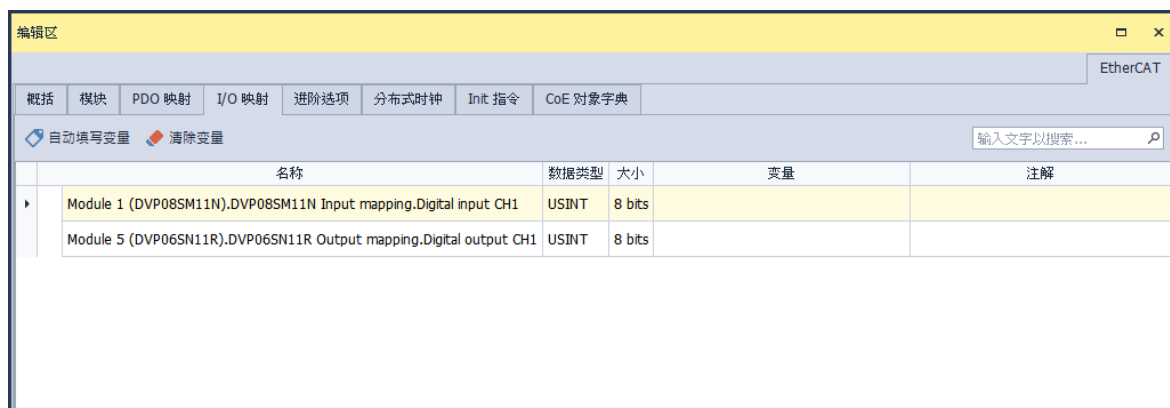 编辑区
EtherCAT
概括 模块 PDO 映射 I/O 映射 进阶选项 分布式时钟 Init 指令 CoE 对象字典
自动填写变量 清除变量 输入文字以搜索...
名称 数据类型 大小 变量 注解
Module 1 (DVP08SM11N).DVP08SM11N Input mapping.Digital input CH1 USINT 8 bits
Module 5 (DVP06SN11R).DVP06SN11R Output mapping.Digital output CH1 USINT 8 bits